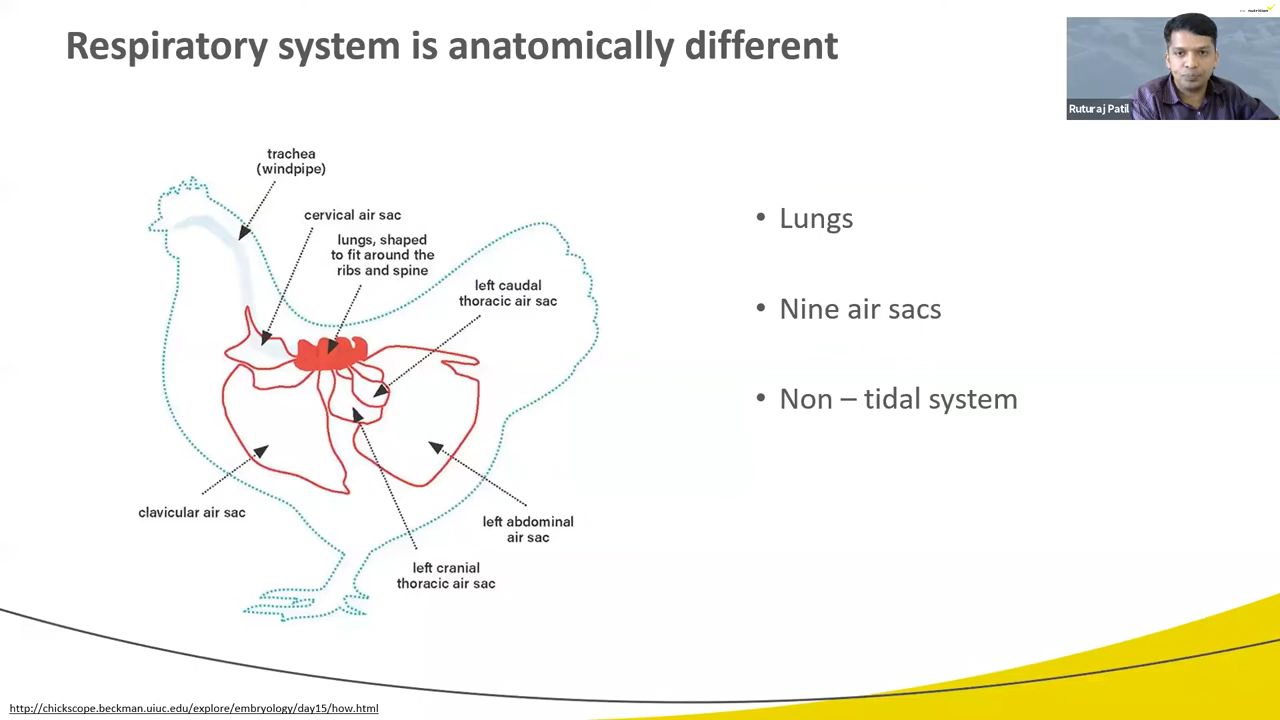 Respiratory system is anatomically different
nutrition
Ruturaj Patil
trachea
(windpipe)
cervical air sac
lungs, shaped
to fit around the
ribs and spine
left caudal
thoracic air sac
clavicular air sac
left abdominal
air sac
left cranial
thoracic air sac
• Lungs
• Nine air sacs
• Non – tidal system
http://chickscope.beckman.uiuc.edu/explore/embryology/day15/how.html